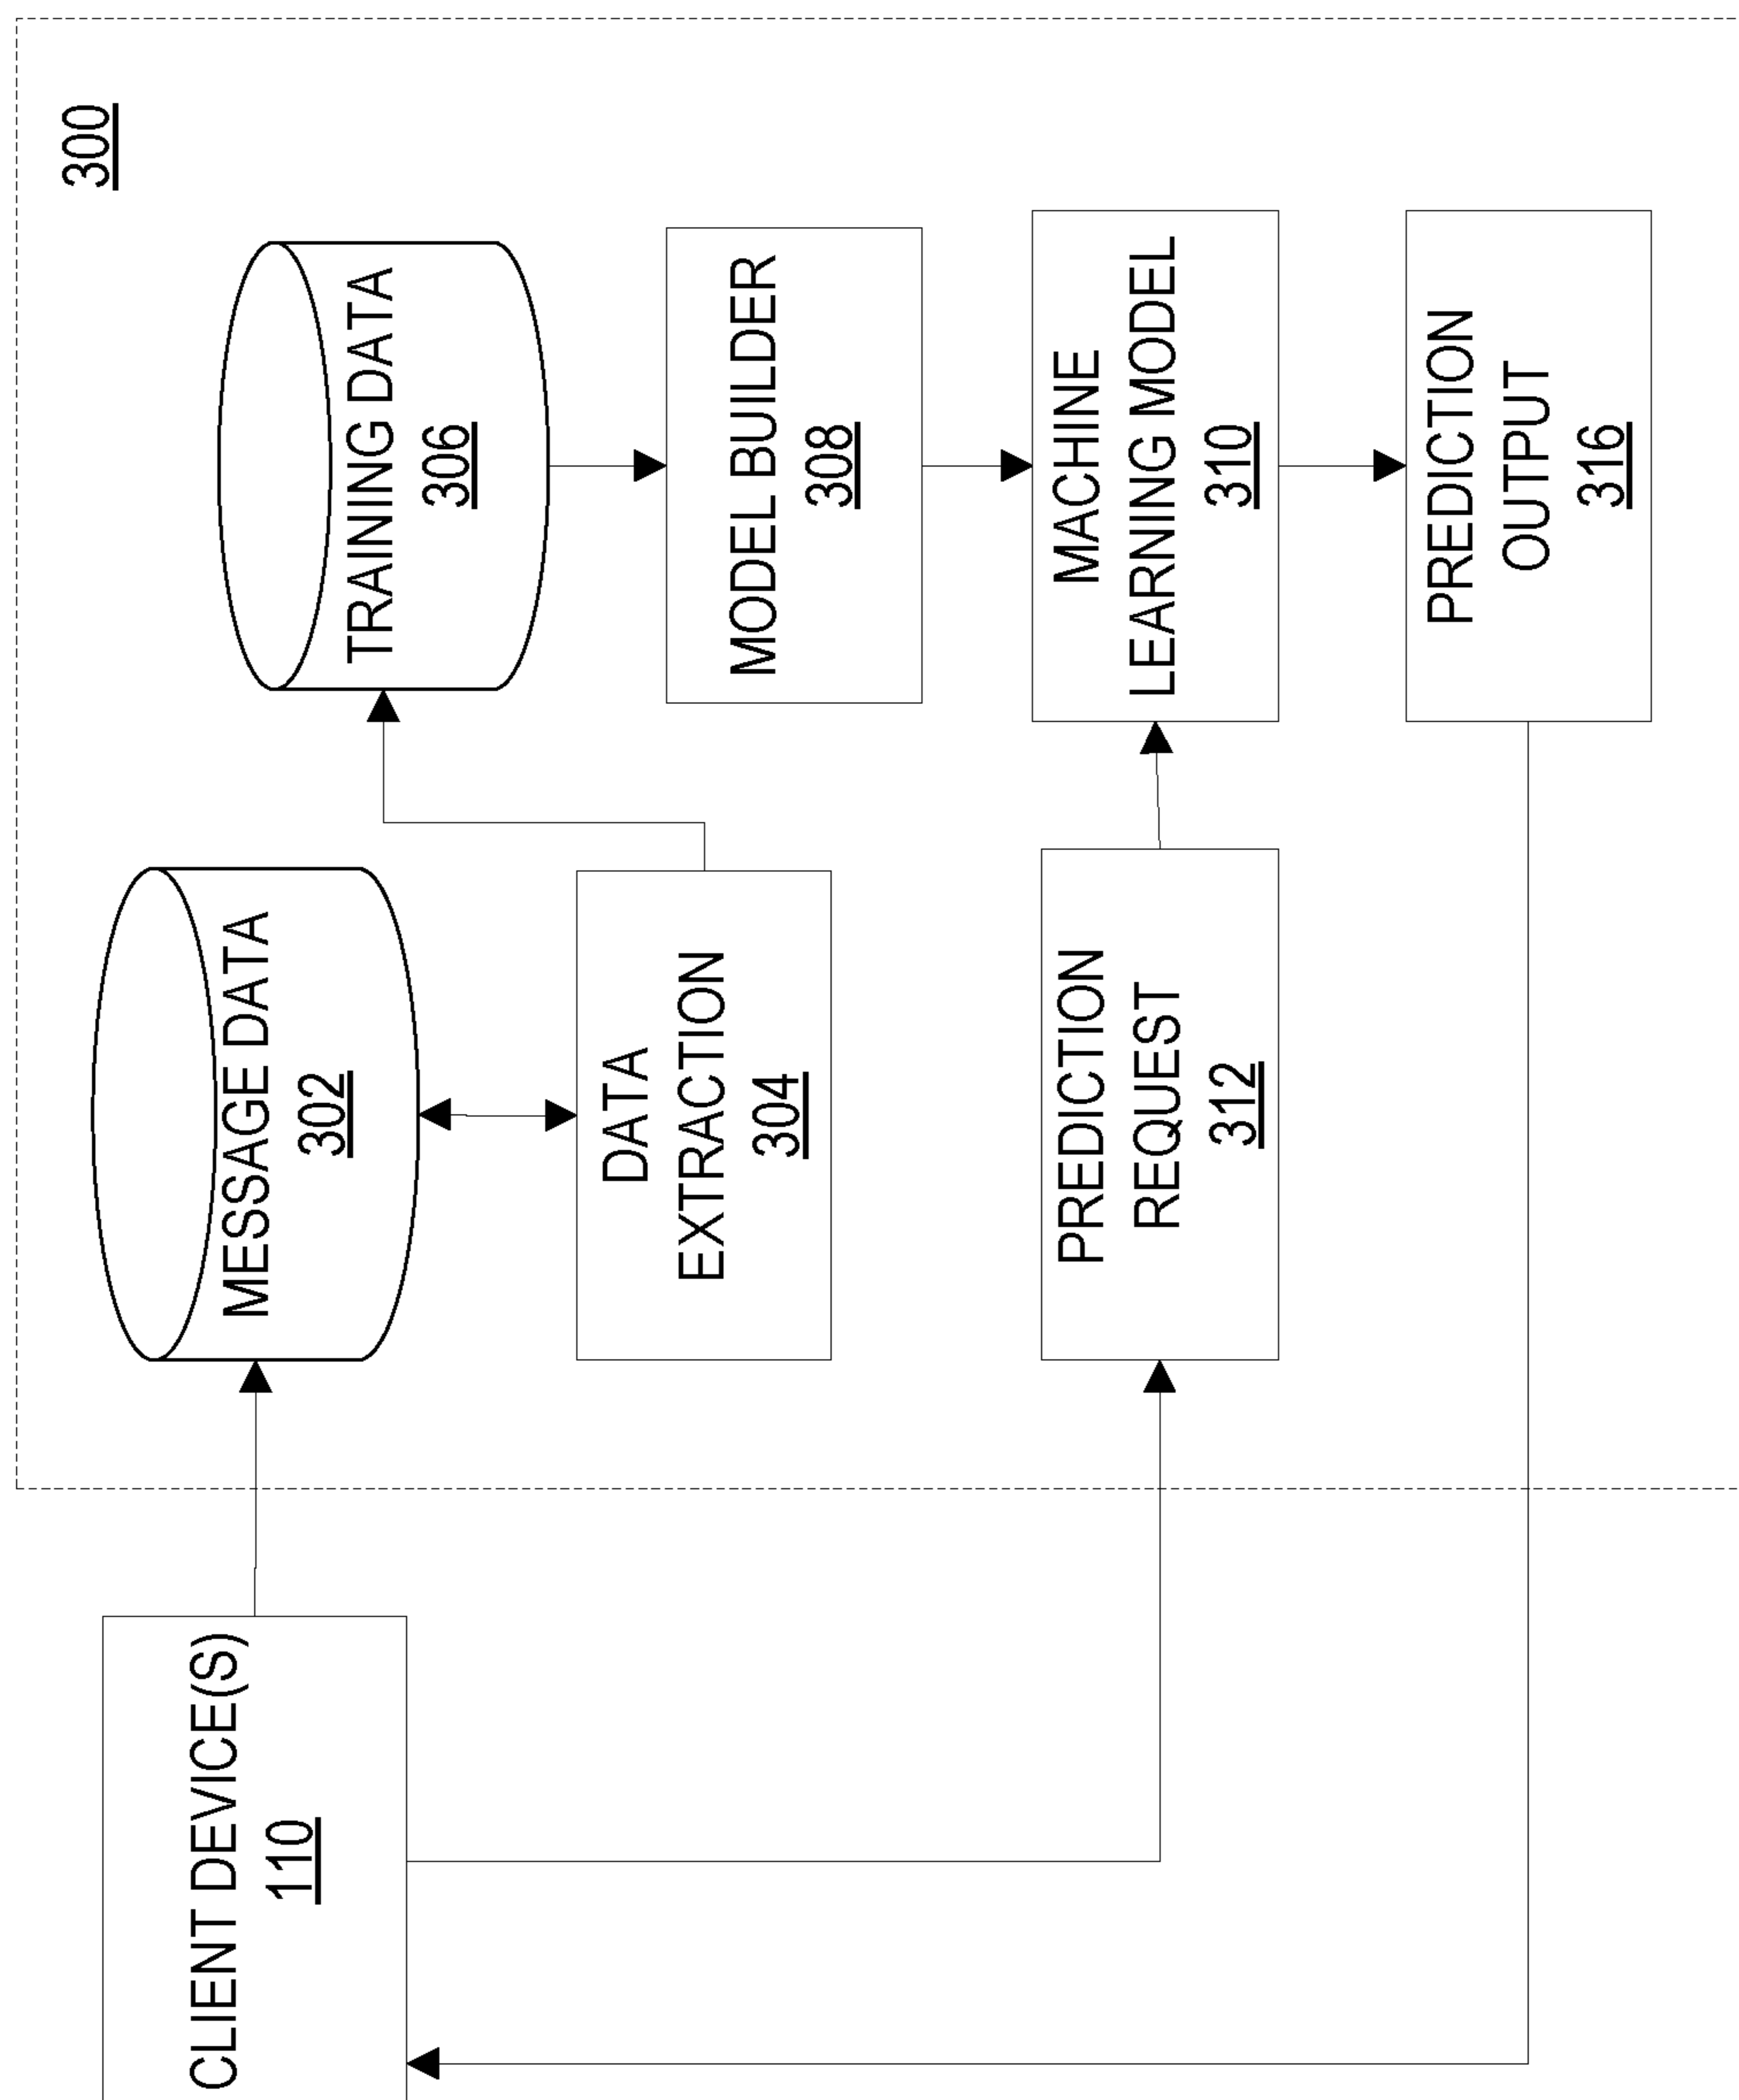 300
CLIENT DEVICE(S)
110
MESSAGE DATA
302
TRAINING DATA
306
DATA
EXTRACTION
304
MODEL BUILDER
308
PREDICTION
REQUEST
312
MACHINE
LEARNING MODEL
310
PREDICTION
OUTPUT
316